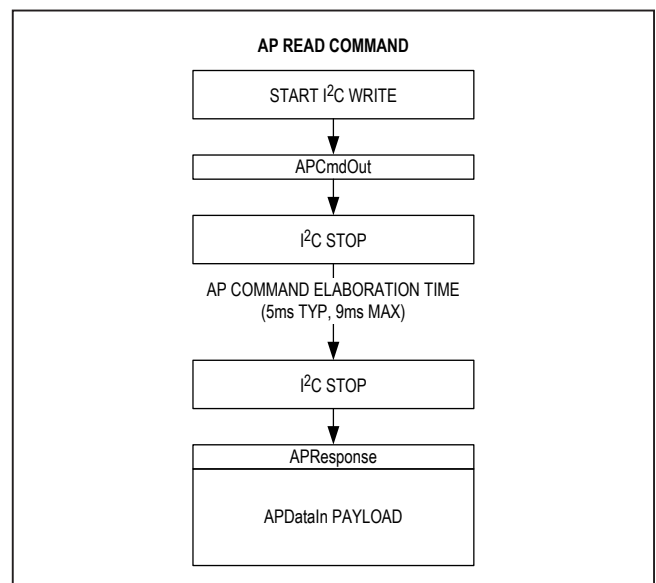 AP READ COMMAND
START I²C WRITE
APCmdOut
I²C STOP
AP COMMAND ELABORATION TIME
(5ms TYP, 9ms MAX)
I²C STOP
APResponse
APDataIn PAYLOAD